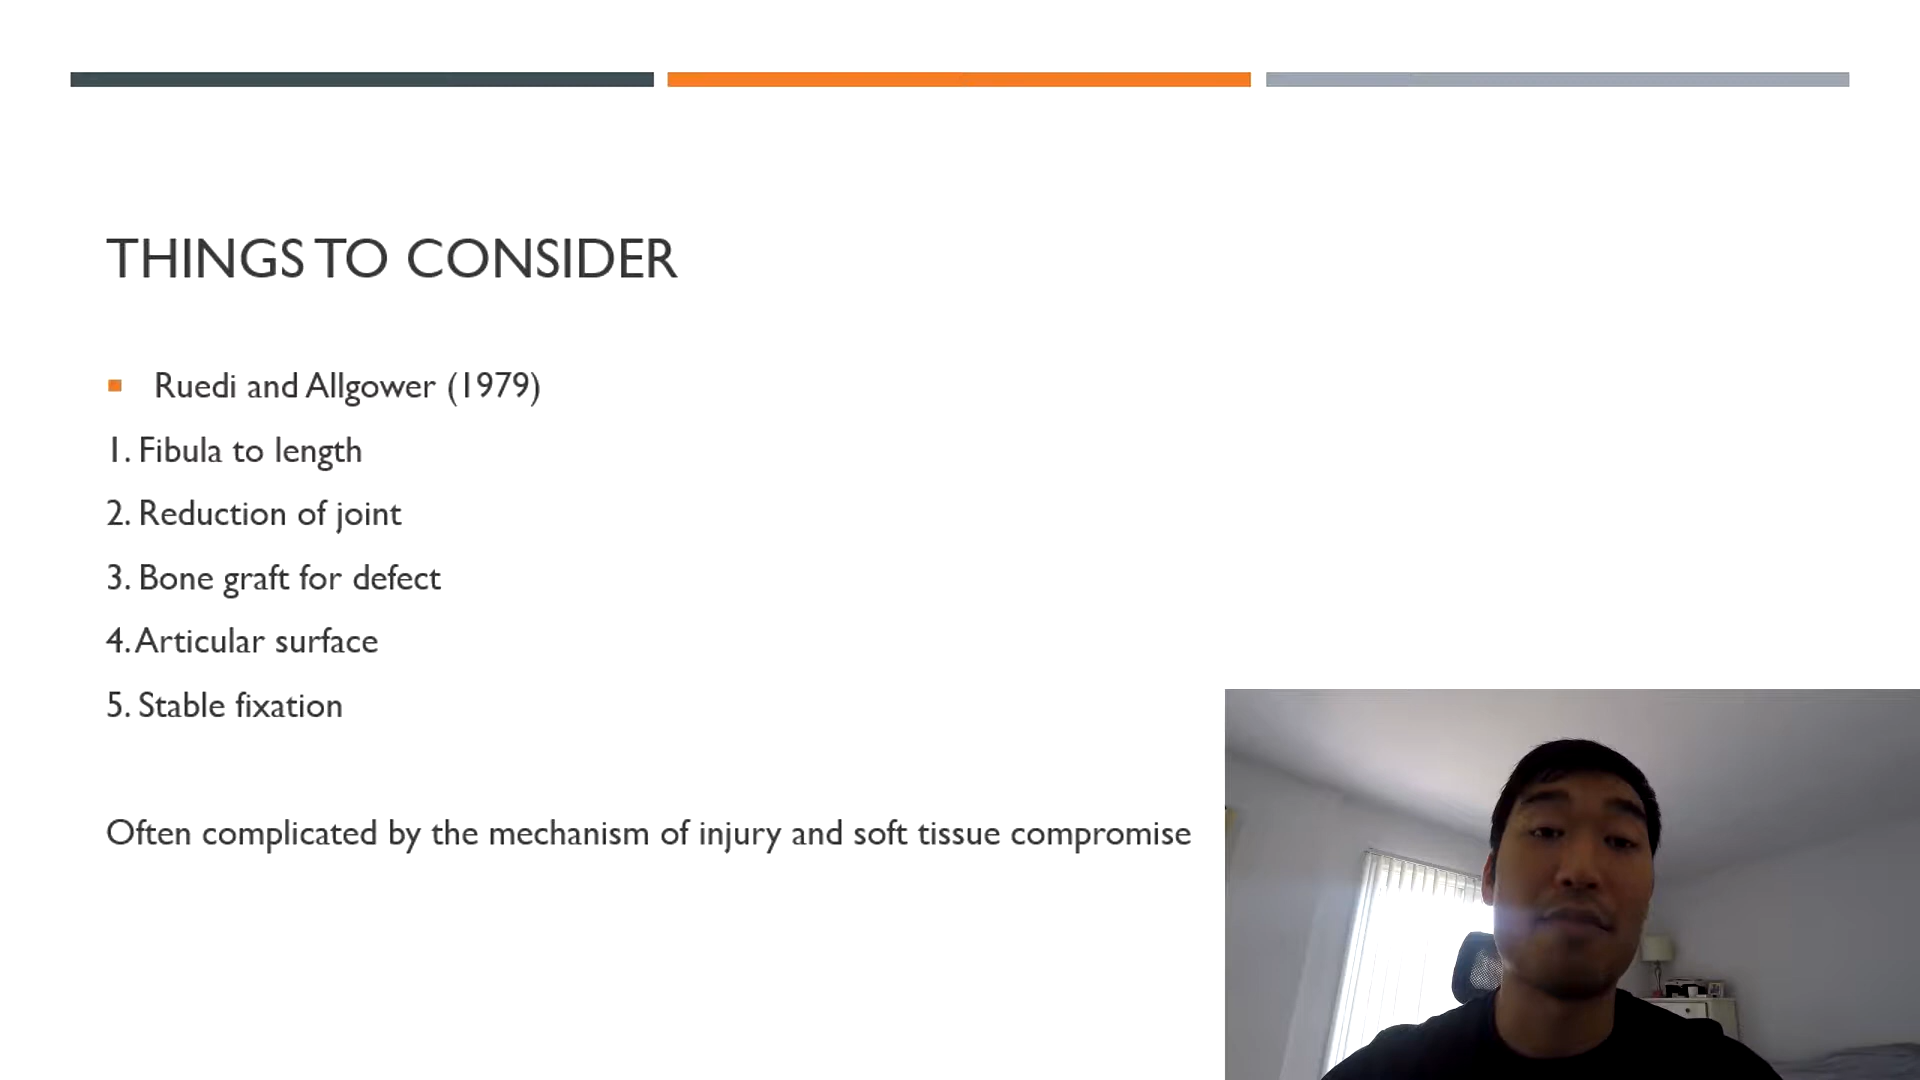 THINGS TO CONSIDER
Ruedi and Allgower (1979)
1. Fibula to length
2. Reduction of joint
3. Bone graft for defect
4. Articular surface
5. Stable fixation
Often complicated by the mechanism of injury and soft tissue compromise